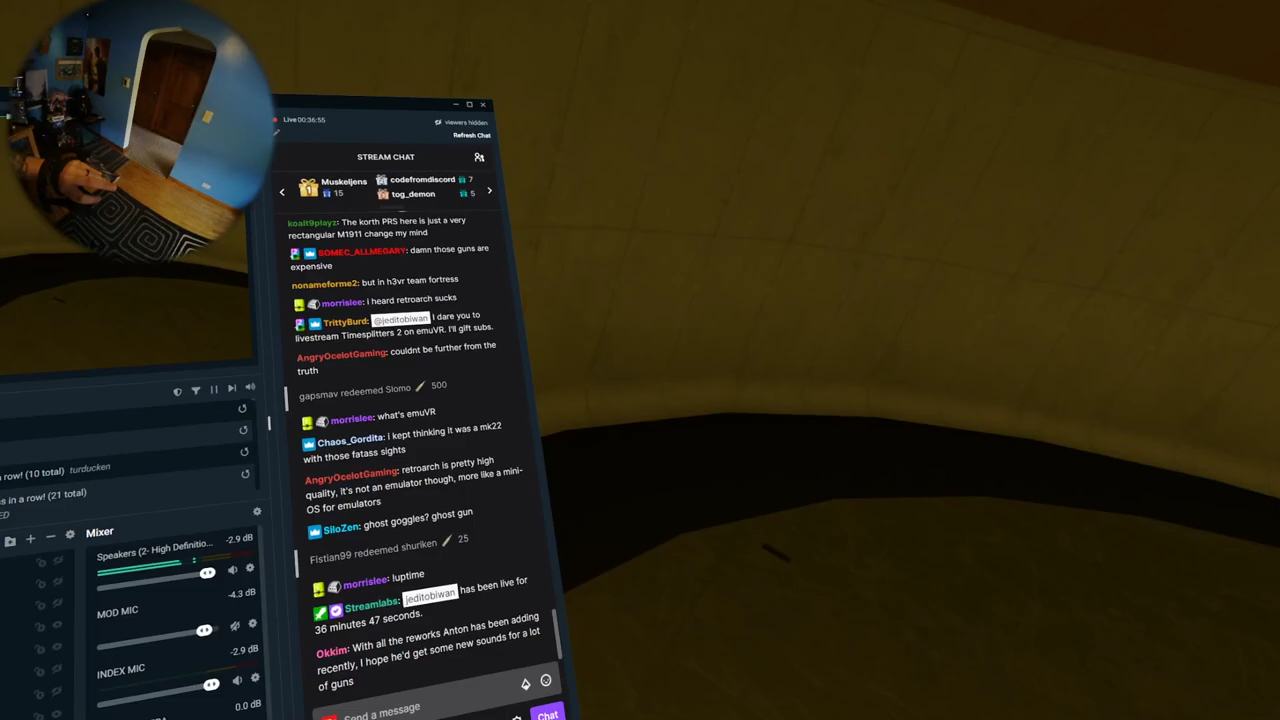 Live 00:36:55
viewers hidden
Refresh Chat
STREAM CHAT
1 Muskeljens
15
codefromdiscord 7
tog_demon 5
koalt9playz: The korth PRS here is just a very
rectangular M1911 change my mind
SOMEC_ALLMEGARY: damn those guns are
expensive
nonameforme2: but in h3vr team fortress
morrislee: i heard retroarch sucks
TrittyBurd: @jeditobiwan I dare you to
livestream Timesplitters 2 on emuVR. I'll gift subs.
AngryOcelotGaming: couldnt be further from the
truth
gapsmav redeemed Slomo 500
morrislee: what's emuVR
Chaos_Gordita: i kept thinking it was a mk22
with those fatass sights
AngryOcelotGaming: retroarch is pretty high
quality, it's not an emulator though, more like a mini-
OS for emulators
SiloZen: ghost goggles? ghost gun
Fistian99 redeemed shuriken 25
morrislee: !uptime
Streamlabs: jeditobiwan has been live for
36 minutes 47 seconds.
Okkim: With all the reworks Anton has been adding
recently, I hope he'd get some new sounds for a lot
of guns
Send a message
Chat
n a row! (10 total) turducken
es in a row! (21 total)
ED
Mixer
Speakers (2- High Definitio... -2.9 dB
MOD MIC -4.3 dB
INDEX MIC -2.9 dB
0.0 dB